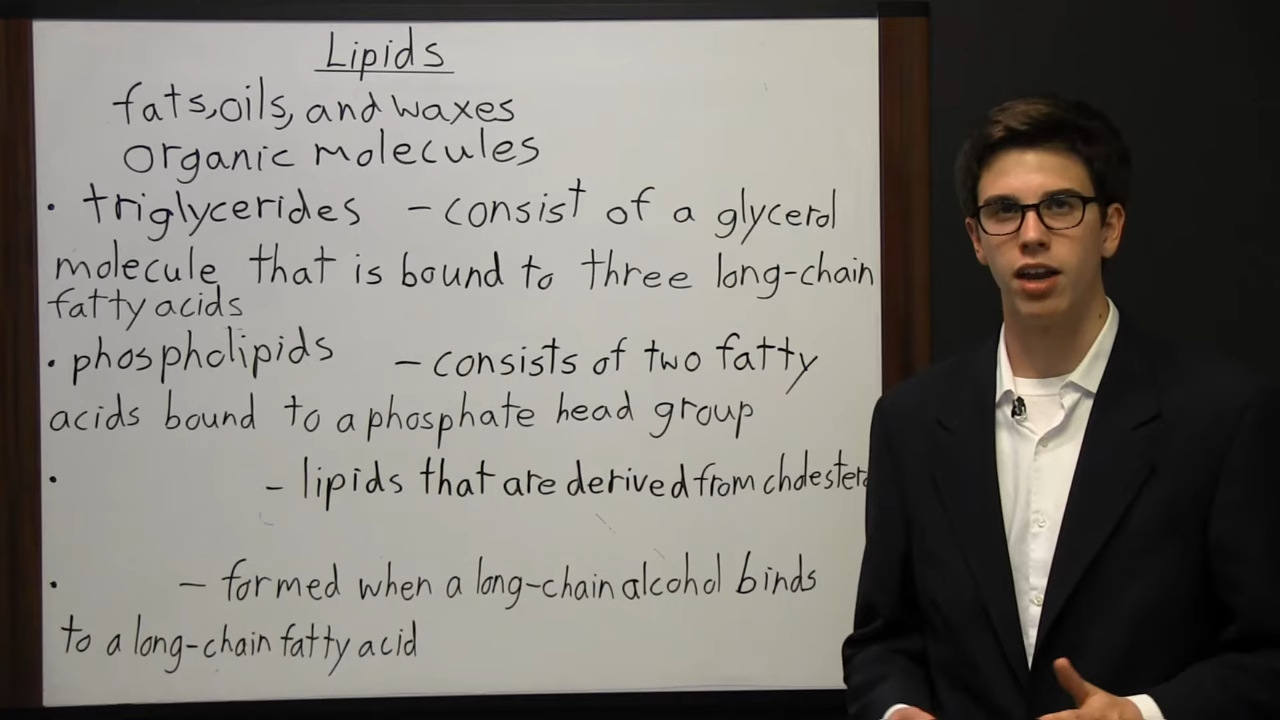 Lipids
fats, oils, and waxes
organic molecules
• triglycerides – consist of a glycerol
molecule that is bound to three long-chain
fatty acids
• phospholipids – consists of two fatty
acids bound to a phosphate head group
• – lipids that are derived from cholestero
• – formed when a long-chain alcohol binds
to a long-chain fatty acid